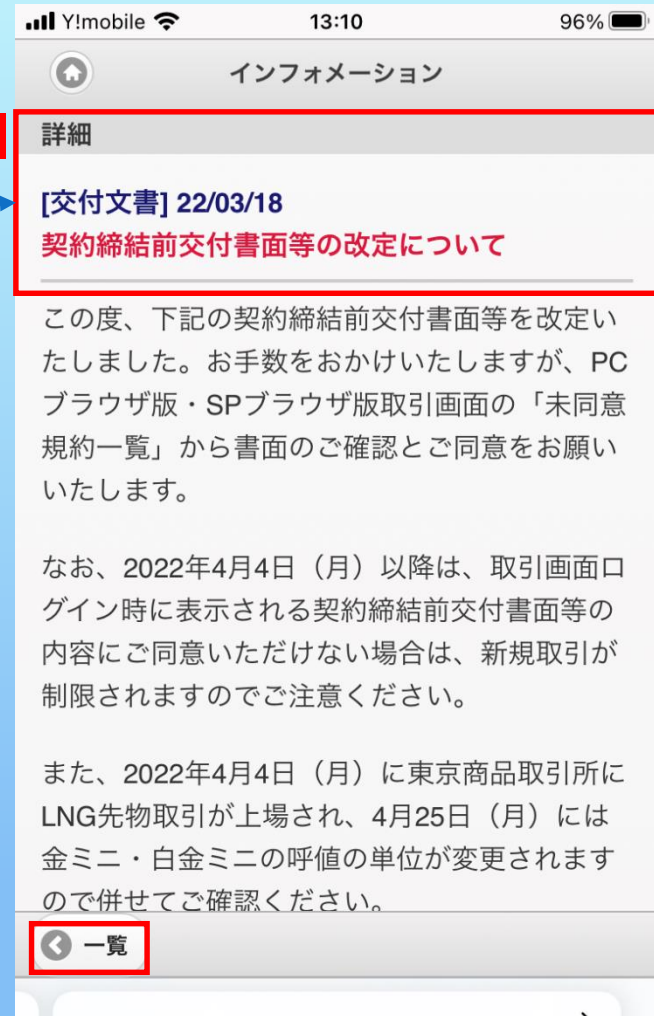 Y!mobile 13:10 96%
インフォメーション
詳細
[交付文書] 22/03/18
契約締結前交付書面等の改定について
この度、下記の契約締結前交付書面等を改定い
たしました。お手数をおかけいたしますが、PC
ブラウザ版・SPブラウザ版取引画面の「未同意
規約一覧」から書面のご確認とご同意をお願い
いたします。
なお、2022年4月4日（月）以降は、取引画面ロ
グイン時に表示される契約締結前交付書面等の
内容にご同意いただけない場合は、新規取引が
制限されますのでご注意ください。
また、2022年4月4日（月）に東京商品取引所に
LNG先物取引が上場され、4月25日（月）には
金ミニ・白金ミニの呼値の単位が変更されます
ので併せてご確認ください。
一覧